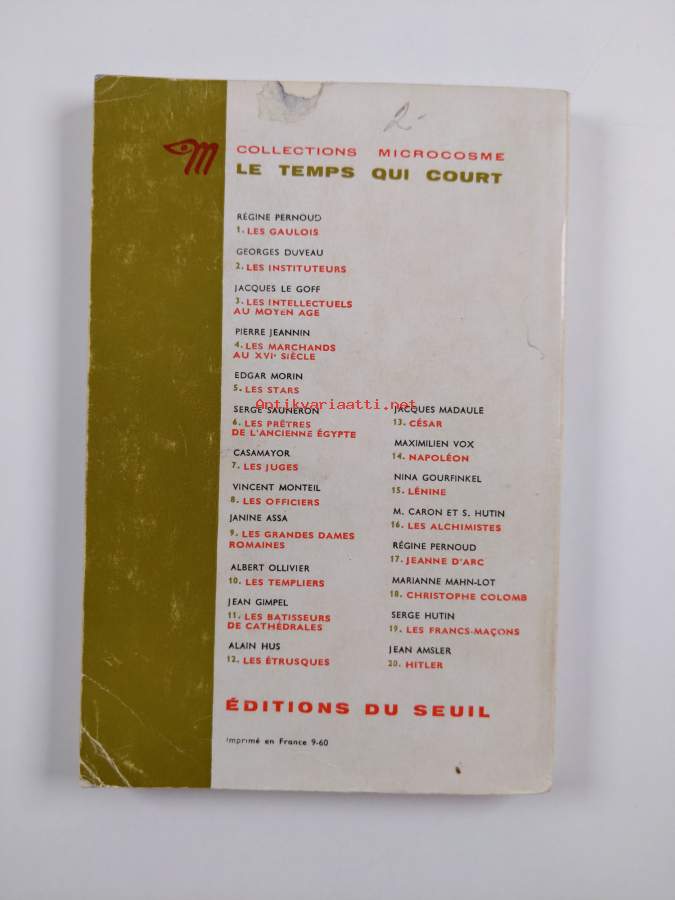 2-
COLLECTIONS MICROCOSME
LE TEMPS QUI COURT
RÉGINE PERNOUD
1. LES GAULOIS
GEORGES DUVEAU
2. LES INSTITUTEURS
JACQUES LE GOFF
3. LES INTELLECTUELS
AU MOYEN AGE
PIERRE JEANNIN
4. LES MARCHANDS
AU XVIe SIÈCLE
EDGAR MORIN
5. LES STARS
Antikvariaatti.net
SERGE SAUNERON
6. LES PRÊTRES
DE L'ANCIENNE ÉGYPTE
CASAMAYOR
7. LES JUGES
VINCENT MONTEIL
8. LES OFFICIERS
JANINE ASSA
9. LES GRANDES DAMES
ROMAINES
ALBERT OLLIVIER
10. LES TEMPLIERS
JEAN GIMPEL
11. LES BATISSEURS
DE CATHÉDRALES
ALAIN HUS
12. LES ÉTRUSQUES
JACQUES MADAULE
13. CÉSAR
MAXIMILIEN VOX
14. NAPOLÉON
NINA GOURFINKEL
15. LÉNINE
M. CARON ET S. HUTIN
16. LES ALCHIMISTES
RÉGINE PERNOUD
17. JEANNE D'ARC
MARIANNE MAHN-LOT
18. CHRISTOPHE COLOMB
SERGE HUTIN
19. LES FRANCS-MAÇONS
JEAN AMSLER
20. HITLER
ÉDITIONS DU SEUIL
Imprimé en France 9-60